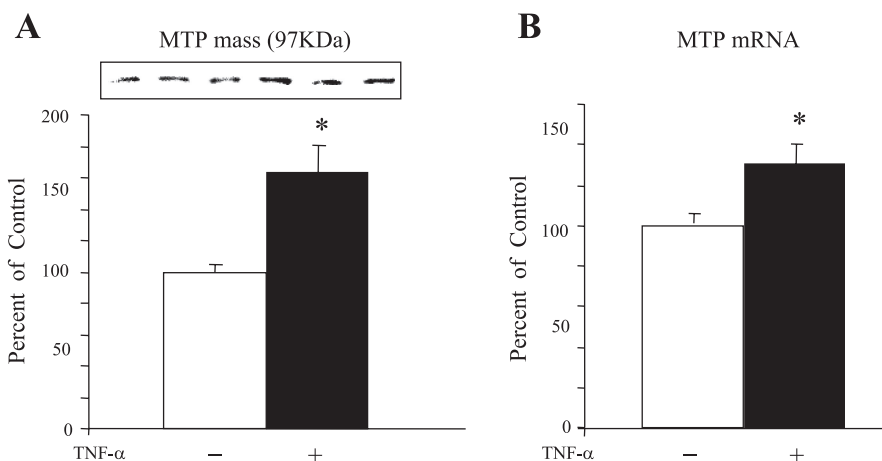 A
MTP mass (97KDa)
200
150
100
50
0
Percent of Control
*
TNF-α − +
B
MTP mRNA
150
100
50
0
Percent of Control
*
TNF-α − +